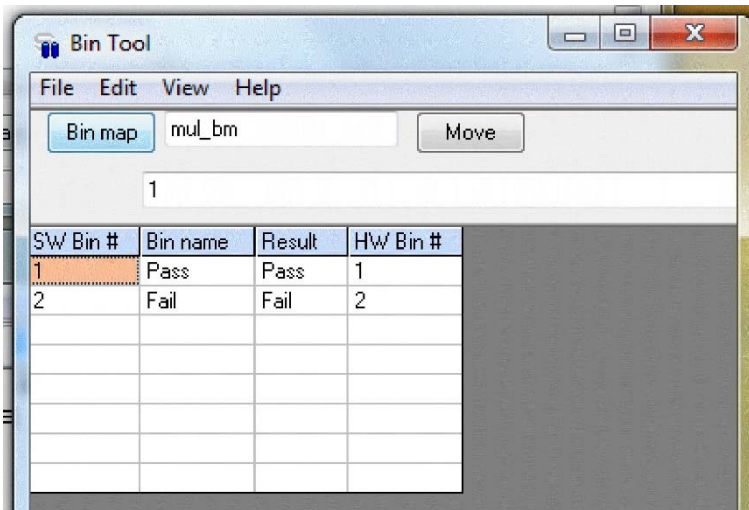 Bin Tool
File Edit View Help
Bin map mul_bm Move
1
SW Bin # Bin name Result HW Bin #
1 Pass Pass 1
2 Fail Fail 2